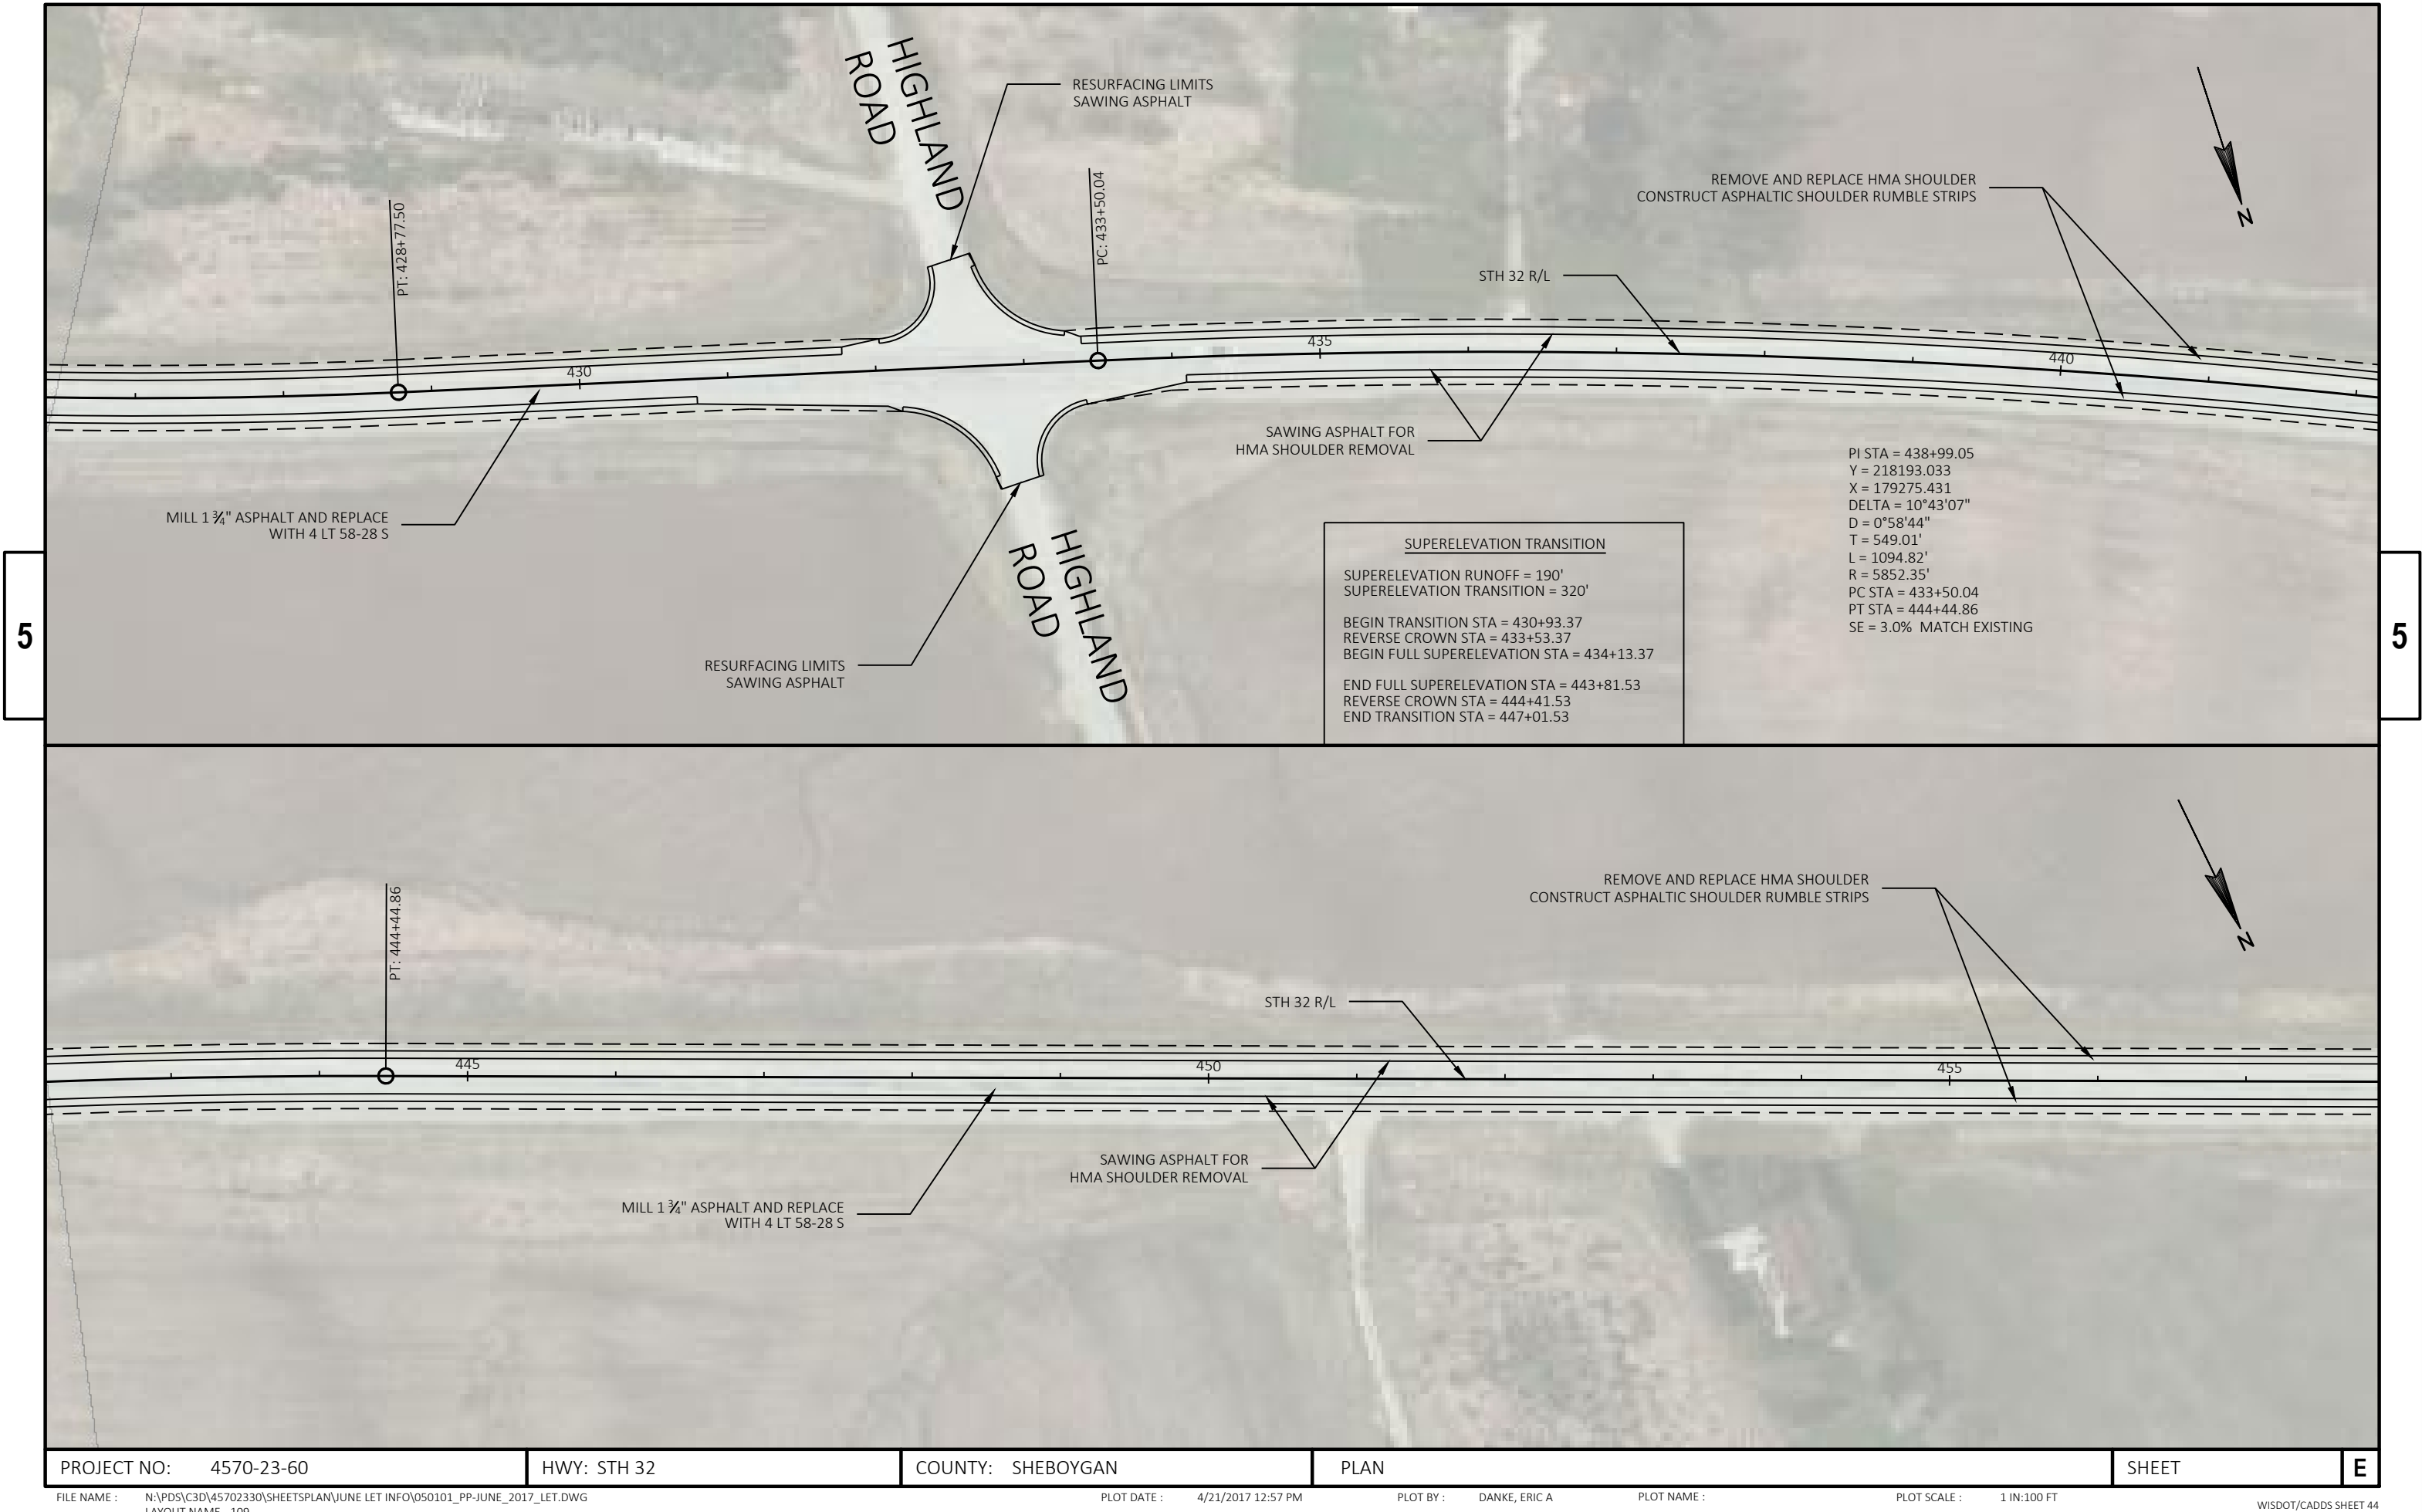 HIGHLAND
ROAD
RESURFACING LIMITS
SAWING ASPHALT
PT: 428+77.50
PC: 433+50.04
REMOVE AND REPLACE HMA SHOULDER
CONSTRUCT ASPHALTIC SHOULDER RUMBLE STRIPS
N
STH 32 R/L
430
435
440
SAWING ASPHALT FOR
HMA SHOULDER REMOVAL
MILL 1 ¾" ASPHALT AND REPLACE
WITH 4 LT 58-28 S
HIGHLAND
ROAD
RESURFACING LIMITS
SAWING ASPHALT
SUPERELEVATION TRANSITION
SUPERELEVATION RUNOFF = 190'
SUPERELEVATION TRANSITION = 320'
BEGIN TRANSITION STA = 430+93.37
REVERSE CROWN STA = 433+53.37
BEGIN FULL SUPERELEVATION STA = 434+13.37
END FULL SUPERELEVATION STA = 443+81.53
REVERSE CROWN STA = 444+41.53
END TRANSITION STA = 447+01.53
PI STA = 438+99.05
Y = 218193.033
X = 179275.431
DELTA = 10°43'07"
D = 0°58'44"
T = 549.01'
L = 1094.82'
R = 5852.35'
PC STA = 433+50.04
PT STA = 444+44.86
SE = 3.0% MATCH EXISTING
5
5
PT: 444+44.86
REMOVE AND REPLACE HMA SHOULDER
CONSTRUCT ASPHALTIC SHOULDER RUMBLE STRIPS
N
STH 32 R/L
445
450
455
SAWING ASPHALT FOR
HMA SHOULDER REMOVAL
MILL 1 ¾" ASPHALT AND REPLACE
WITH 4 LT 58-28 S
PROJECT NO: 4570-23-60
HWY: STH 32
COUNTY: SHEBOYGAN
PLAN
SHEET
E
FILE NAME : N:\PDS\C3D\45702330\SHEETSPLAN\JUNE LET INFO\050101_PP-JUNE_2017_LET.DWG
PLOT DATE : 4/21/2017 12:57 PM
PLOT BY : DANKE, ERIC A
PLOT NAME :
PLOT SCALE : 1 IN:100 FT
WISDOT/CADDS SHEET 44
LAYOUT NAME - 109